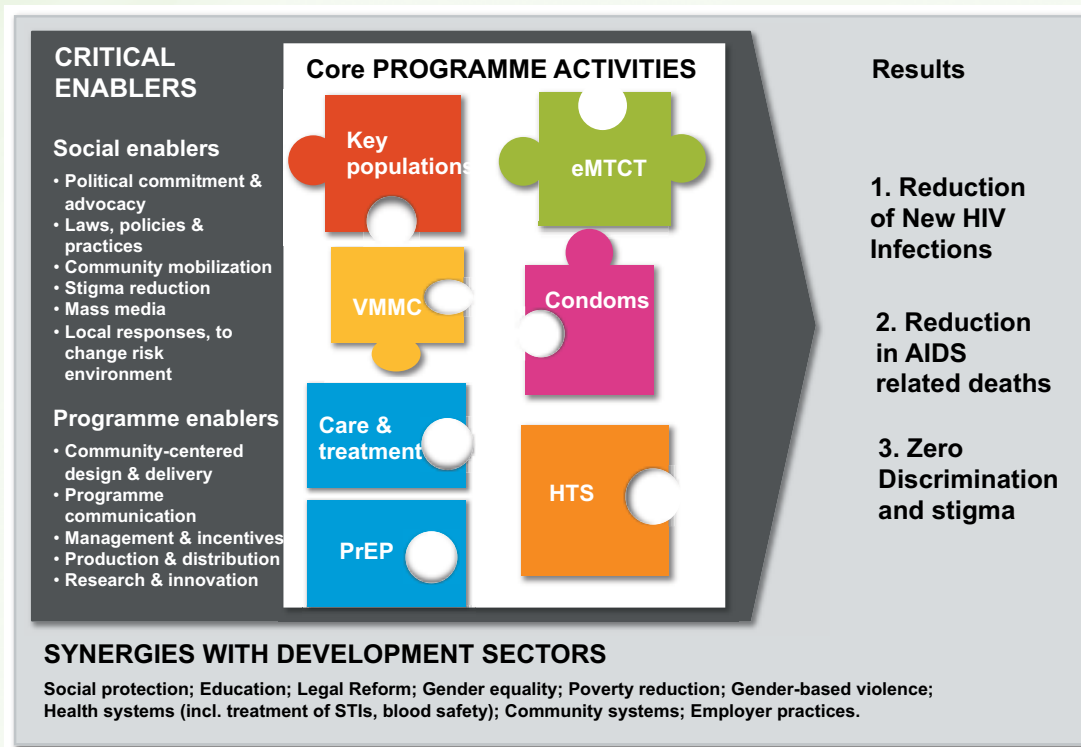 CRITICAL
ENABLERS
Social enablers
• Political commitment &
advocacy
• Laws, policies &
practices
• Community mobilization
• Stigma reduction
• Mass media
• Local responses, to
change risk
environment
Programme enablers
• Community-centered
design & delivery
• Programme
communication
• Management & incentives
• Production & distribution
• Research & innovation
Core PROGRAMME ACTIVITIES
Key
populations
eMTCT
VMMC
Condoms
Care &
treatment
HTS
PrEP
Results
1. Reduction
of New HIV
Infections
2. Reduction
in AIDS
related deaths
3. Zero
Discrimination
and stigma
SYNERGIES WITH DEVELOPMENT SECTORS
Social protection; Education; Legal Reform; Gender equality; Poverty reduction; Gender-based violence;
Health systems (incl. treatment of STIs, blood safety); Community systems; Employer practices.